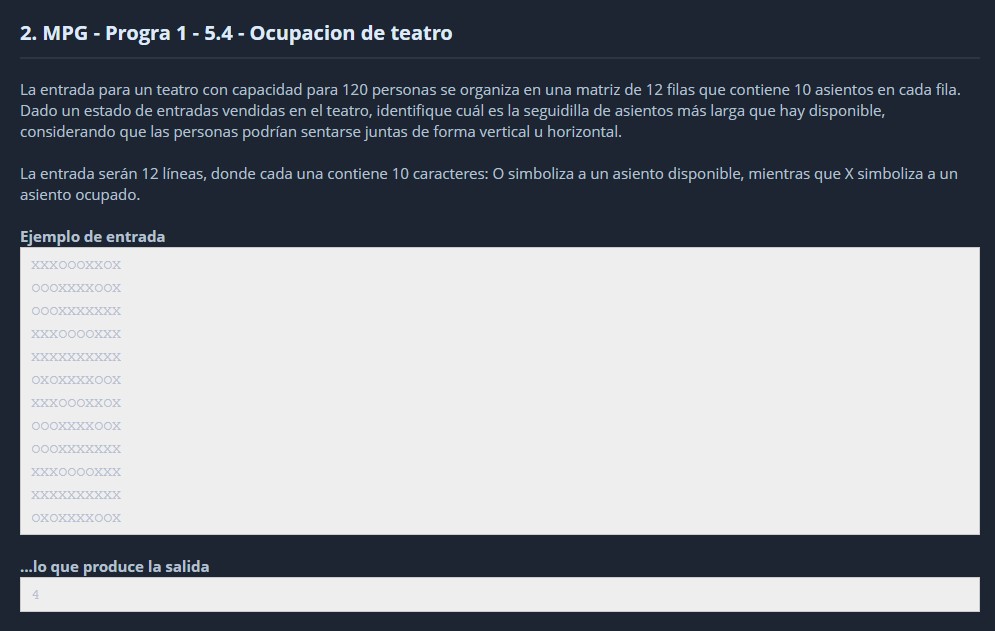 2. MPG - Progra 1 - 5.4 - Ocupacion de teatro
La entrada para un teatro con capacidad para 120 personas se organiza en una matriz de 12 filas que contiene 10 asientos en cada fila.
Dado un estado de entradas vendidas en el teatro, identifique cuál es la seguidilla de asientos más larga que hay disponible,
considerando que las personas podrían sentarse juntas de forma vertical u horizontal.
La entrada serán 12 líneas, donde cada una contiene 10 caracteres: O simboliza a un asiento disponible, mientras que X simboliza a un
asiento ocupado.
Ejemplo de entrada
XXXOOOXXOX
OOOXXXXOOX
OOOXXXXXXX
XXXOOOOXXX
XXXXXXXXXX
OXOXXXXOOX
XXXOOOXXOX
OOOXXXXOOX
OOOXXXXXXX
XXXOOOOXXX
XXXXXXXXXX
OXOXXXXOOX
...lo que produce la salida
4